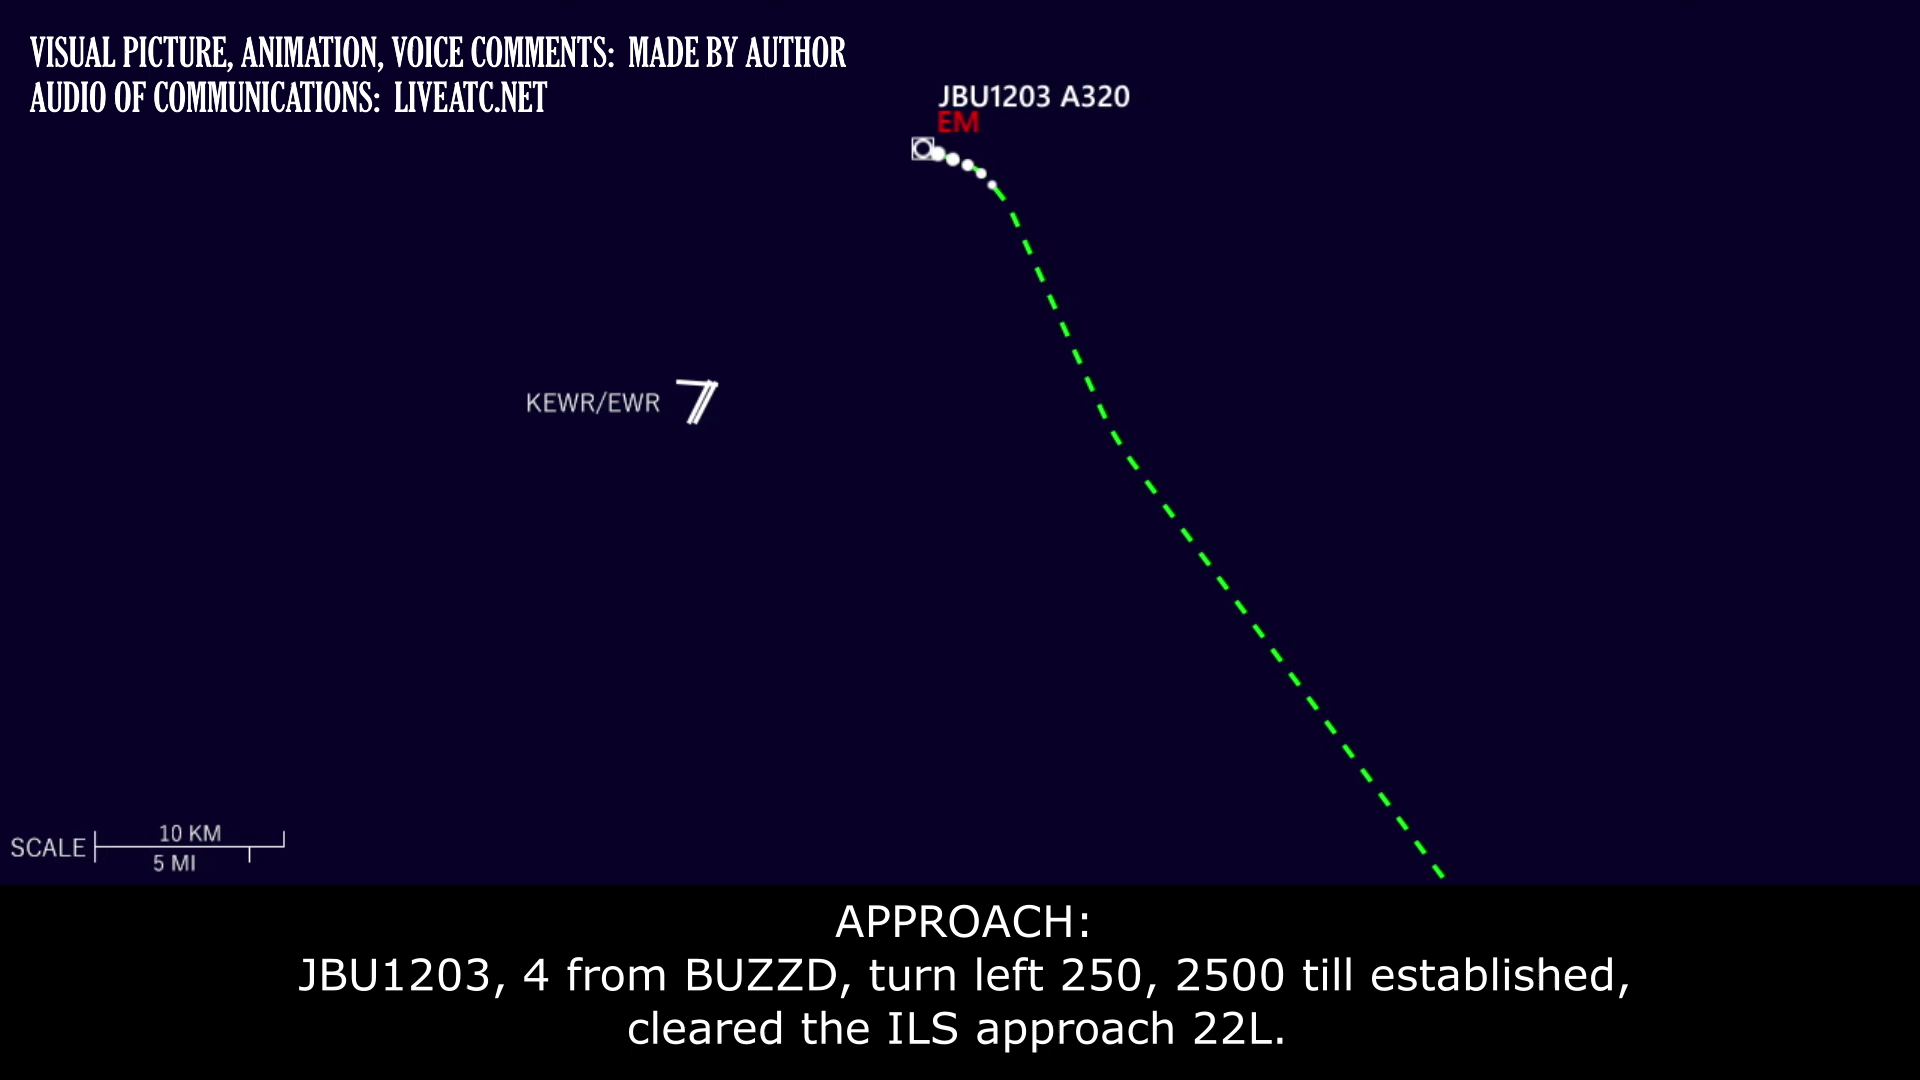 VISUAL PICTURE, ANIMATION, VOICE COMMENTS: MADE BY AUTHOR
AUDIO OF COMMUNICATIONS: LIVEATC.NET
JBU1203 A320
EM
KEWR/EWR
SCALE
10 KM
5 MI
APPROACH:
JBU1203, 4 from BUZZD, turn left 250, 2500 till established,
cleared the ILS approach 22L.